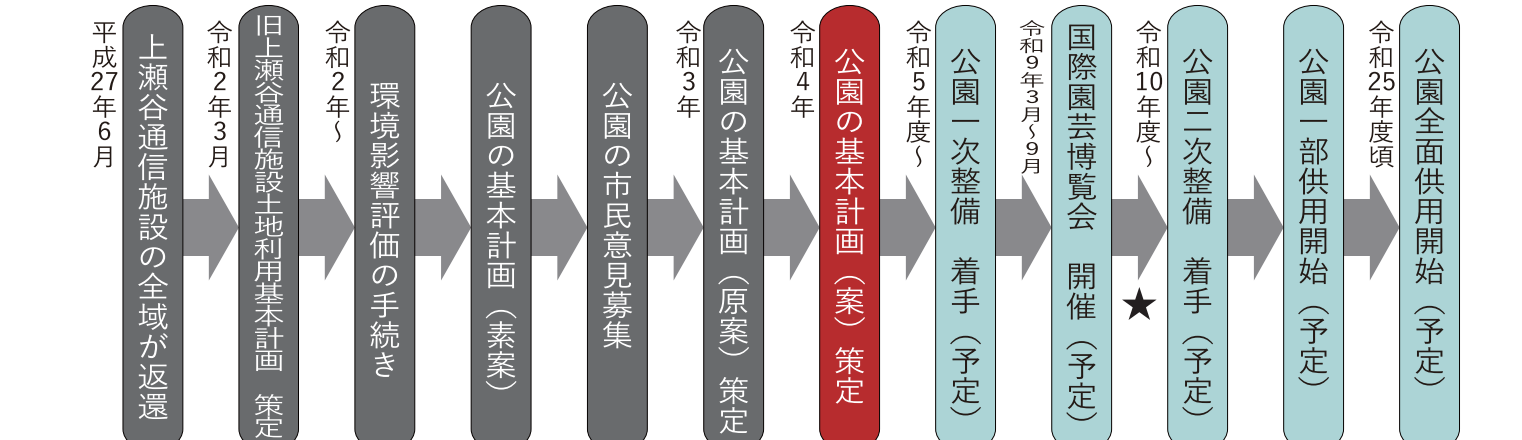 平成27年6月
上瀬谷通信施設の全域が返還
令和2年3月
旧上瀬谷通信施設土地利用基本計画　策定
令和2年～
環境影響評価の手続き
公園の基本計画（素案）
公園の市民意見募集
令和3年
公園の基本計画（原案）策定
令和4年
公園の基本計画（案）策定
令和5年度～
公園一次整備　着手（予定）
令和9年3月～9月
国際園芸博覧会　開催（予定）
★
令和10年度～
公園二次整備　着手（予定）
公園一部供用開始（予定）
令和25年度頃
公園全面供用開始（予定）